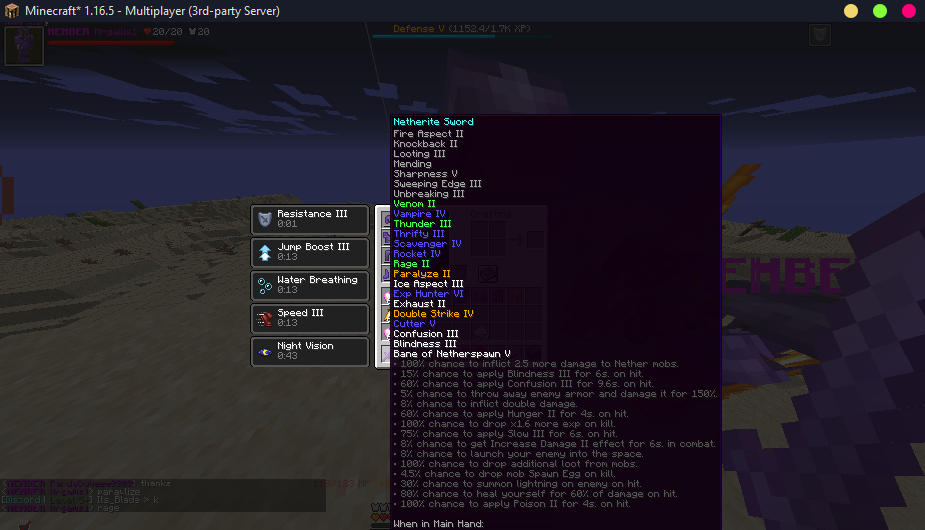 Minecraft* 1.16.5 - Multiplayer (3rd-party Server)
MEMBER 20/20 20
Defense V (1152.4/1.7K XP)
Netherite Sword
Fire Aspect II
Knockback II
Looting III
Mending
Sharpness V
Sweeping Edge III
Unbreaking III
Venom II
Vampire IV
Thunder III
Thrifty III
Scavenger IV
Rocket IV
Rage II
Paralyze II
Ice Aspect III
Exp Hunter VI
Exhaust II
Double Strike IV
Cutter V
Confusion III
Blindness III
Bane of Netherspawn V
• 100% chance to inflict 2.5 more damage to Nether mobs.
• 15% chance to apply Blindness III for 6s. on hit.
• 60% chance to apply Confusion III for 9.6s. on hit.
• 5% chance to throw away enemy armor and damage it for 150%.
• 8% chance to inflict double damage.
• 60% chance to apply Hunger II for 4s. on hit.
• 100% chance to drop x1.6 more exp on kill.
• 75% chance to apply Slow III for 6s. on hit.
• 8% chance to get Increase Damage II effect for 6s. in combat.
• 8% chance to launch your enemy into the space.
• 100% chance to drop additional loot from mobs.
• 4.5% chance to drop mob Spawn Egg on kill.
• 30% chance to summon lightning on enemy on hit.
• 80% chance to heal yourself for 60% of damage on hit.
• 100% chance to apply Poison II for 4s. on hit.
When in Main Hand:
Resistance III
0:01
Jump Boost III
0:13
Water Breathing
0:13
Speed III
0:13
Night Vision
0:43
Crafting
thanks
paralize
[Discord Its_Blade > k
rage